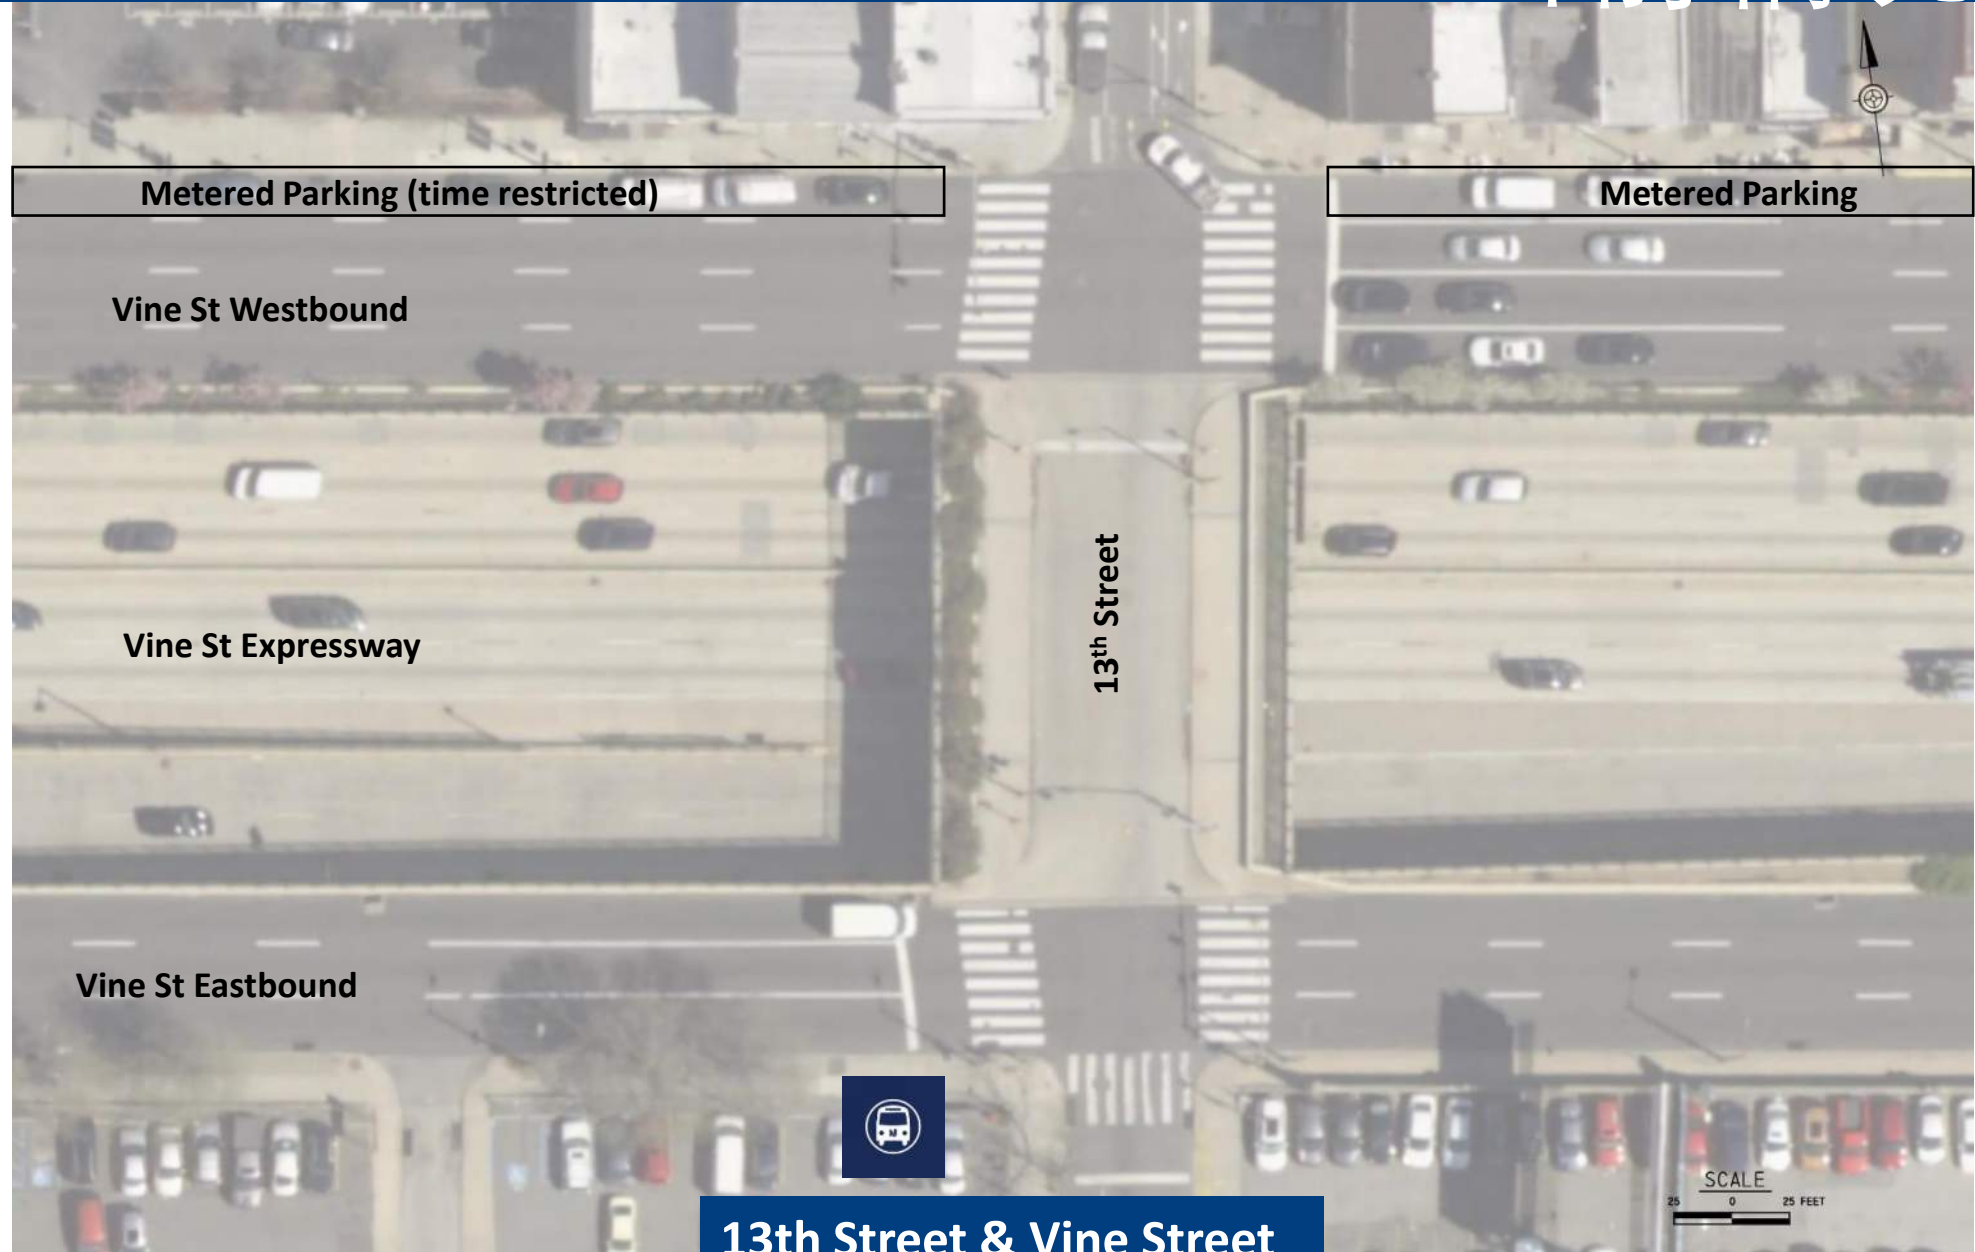 Metered Parking (time restricted)
Metered Parking
Vine St Westbound
13th Street
Vine St Expressway
Vine St Eastbound
SCALE
25 0 25 FEET
13th Street & Vine Street